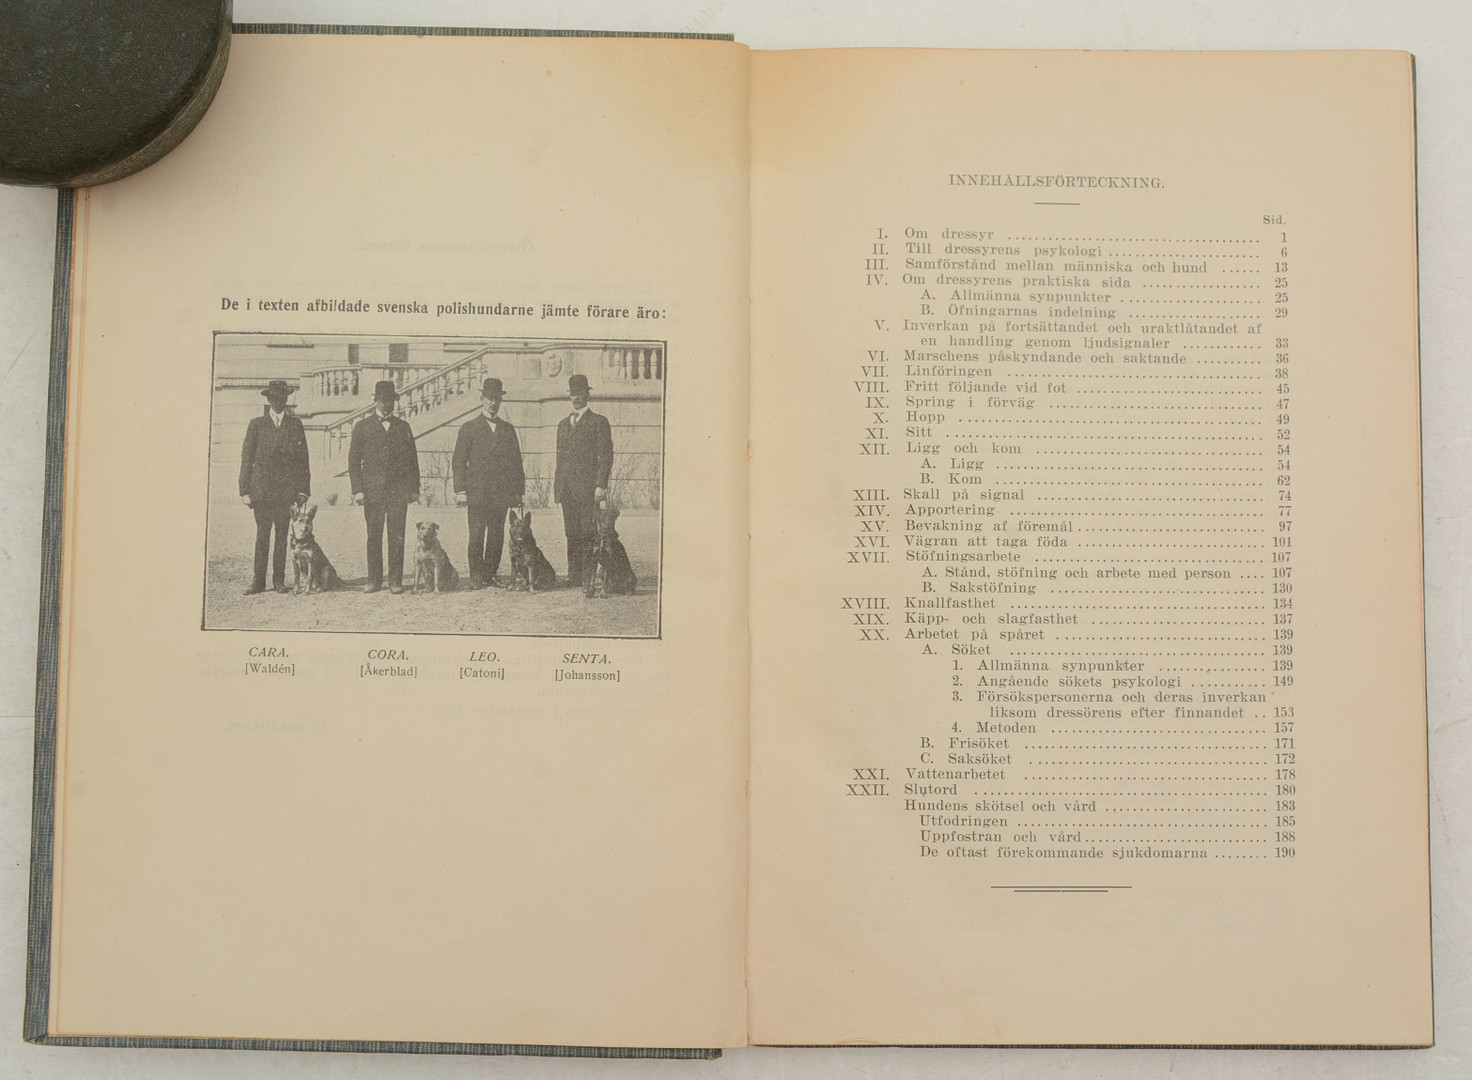 De i texten afbildade svenska polishundarne jämte förare äro:
CARA. CORA. LEO. SENTA.
[Waldén] [Åkerblad] [Catoni] [Johansson]
INNEHÅLLSFÖRTECKNING.
Sid.
I. Om dressyr ........ 1
II. Till dressyrens psykologi ........ 6
III. Samförstånd mellan människa och hund ...... 13
IV. Om dressyrens praktiska sida ........ 25
A. Allmänna synpunkter ........ 25
B. Öfningarnas indelning ........ 29
V. Inverkan på fortsättandet och uraktlåtandet af
en handling genom ljudsignaler ........ 33
VI. Marschens påskyndande och saktande ........ 36
VII. Linföringen ........ 38
VIII. Fritt följande vid fot ........ 45
IX. Spring i förväg ........ 47
X. Hopp ........ 49
XI. Sitt ........ 52
XII. Ligg och kom ........ 54
A. Ligg ........ 54
B. Kom ........ 62
XIII. Skall på signal ........ 74
XIV. Apportering ........ 77
XV. Bevakning af föremål ........ 97
XVI. Vägran att taga föda ........ 101
XVII. Stöfningsarbete ........ 107
A. Stånd, stöfning och arbete med person .... 107
B. Sakstöfning ........ 130
XVIII. Knallfasthet ........ 134
XIX. Käpp- och slagfasthet ........ 137
XX. Arbetet på spåret ........ 139
A. Söket ........ 139
1. Allmänna synpunkter ........ 139
2. Angående sökets psykologi ........ 149
3. Försökspersonerna och deras inverkan
liksom dressörens efter finnandet .. 153
4. Metoden ........ 157
B. Frisöket ........ 171
C. Saksöket ........ 172
XXI. Vattenarbetet ........ 178
XXII. Slutord ........ 180
Hundens skötsel och vård ........ 183
Utfodringen ........ 185
Uppfostran och vård ........ 188
De oftast förekommande sjukdomarna ........ 190